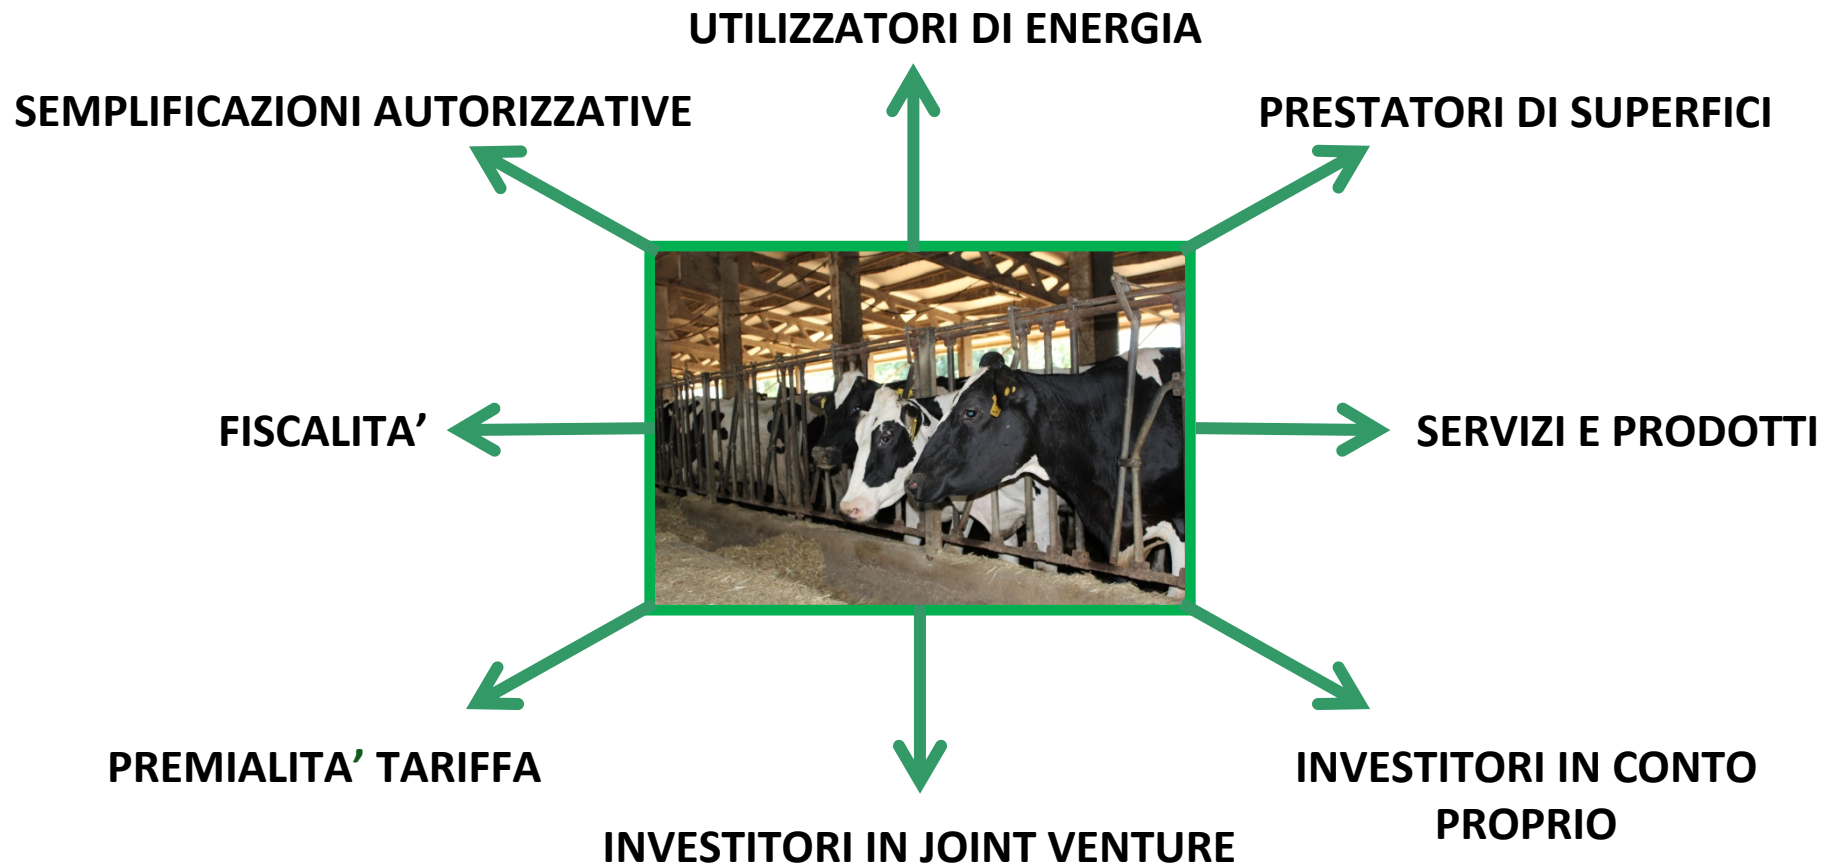 UTILIZZATORI DI ENERGIA
SEMPLIFICAZIONI AUTORIZZATIVE
PRESTATORI DI SUPERFICI
FISCALITA’
SERVIZI E PRODOTTI
PREMIALITA’ TARIFFA
INVESTITORI IN CONTO
PROPRIO
INVESTITORI IN JOINT VENTURE